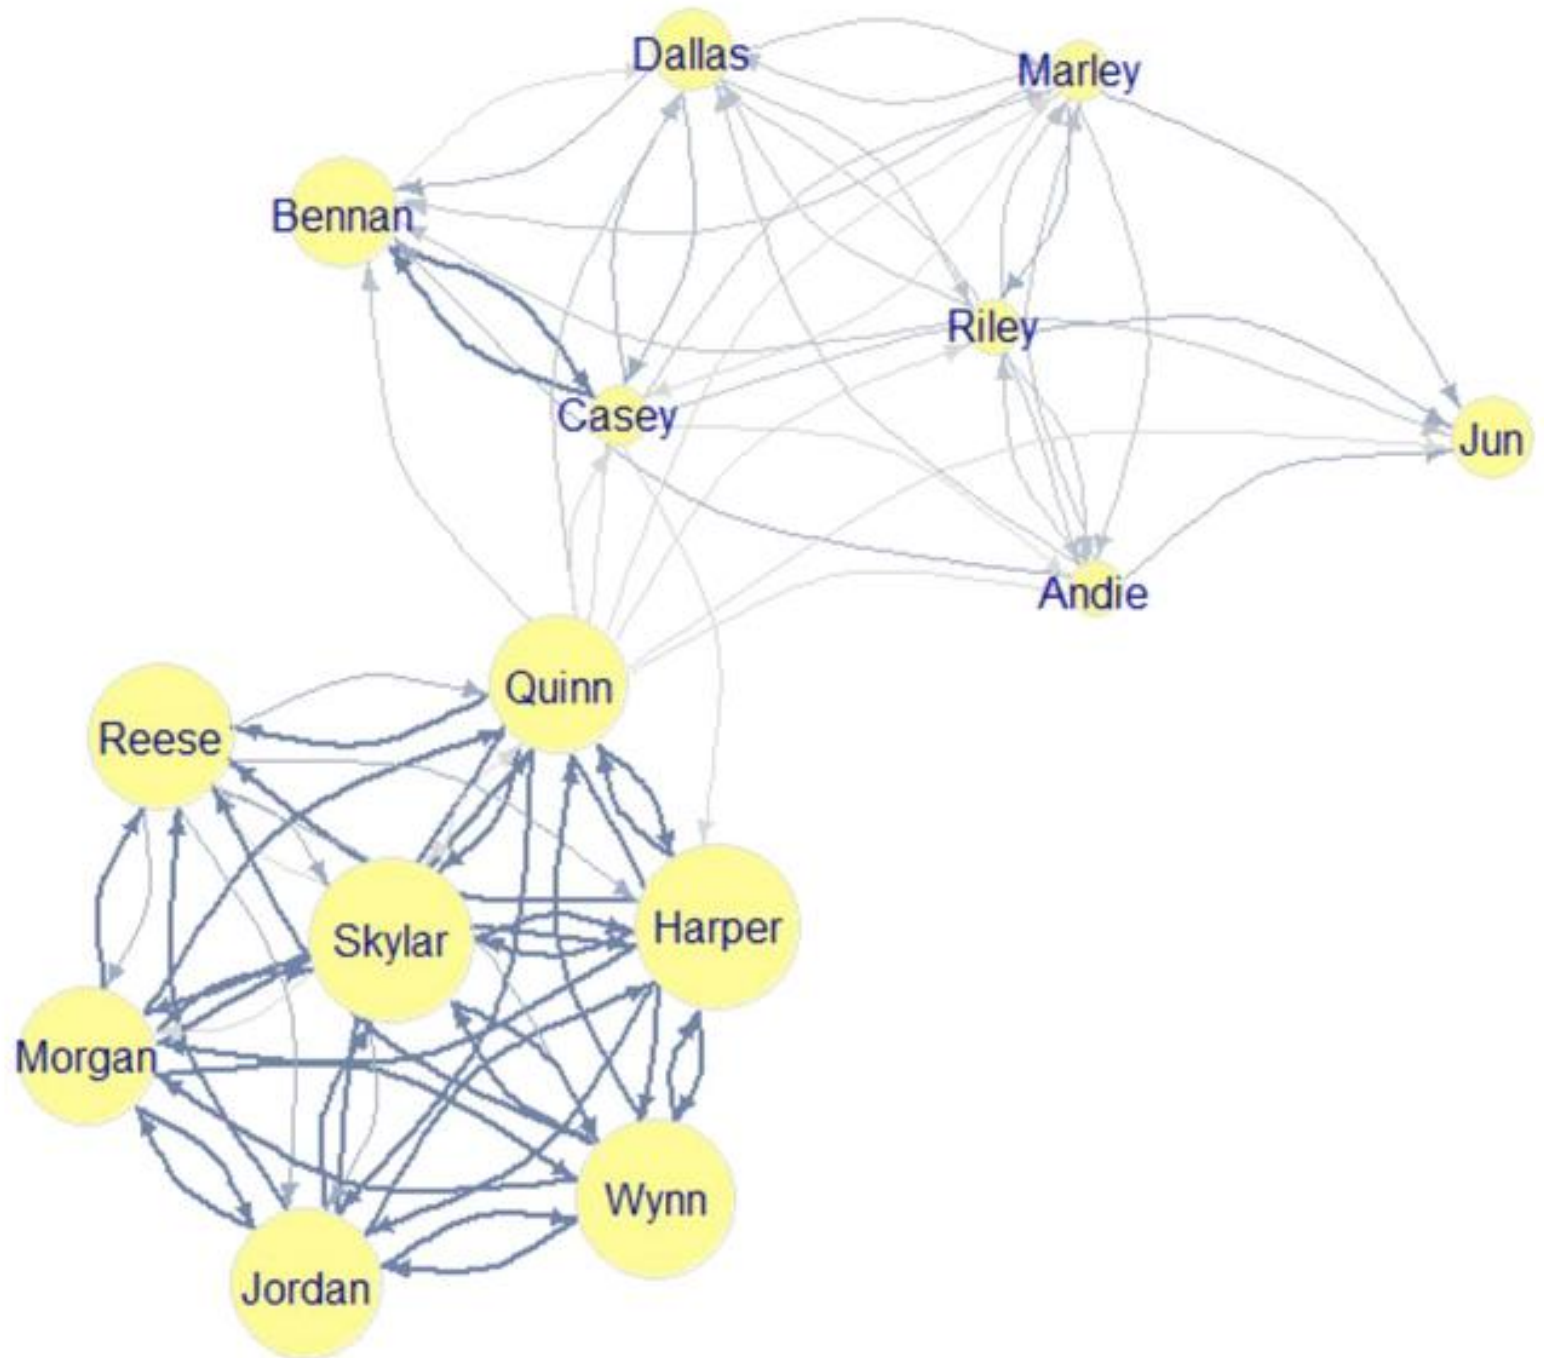 Dallas
Marley
Bennan
Riley
Casey
Jun
Andie
Quinn
Reese
Harper
Skylar
Morgan
Wynn
Jordan